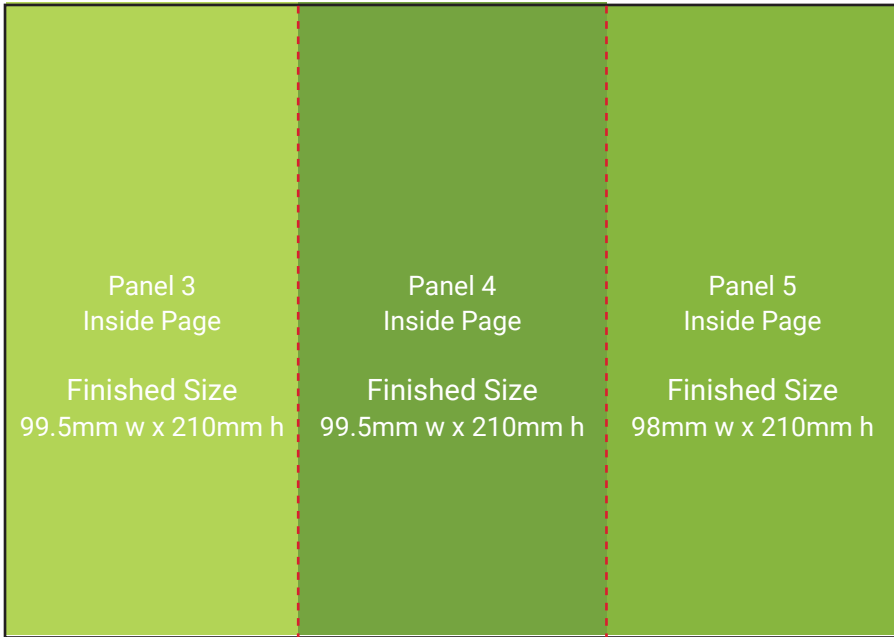 Panel 3
Inside Page
Finished Size
99.5mm w x 210mm h
Panel 4
Inside Page
Finished Size
99.5mm w x 210mm h
Panel 5
Inside Page
Finished Size
98mm w x 210mm h